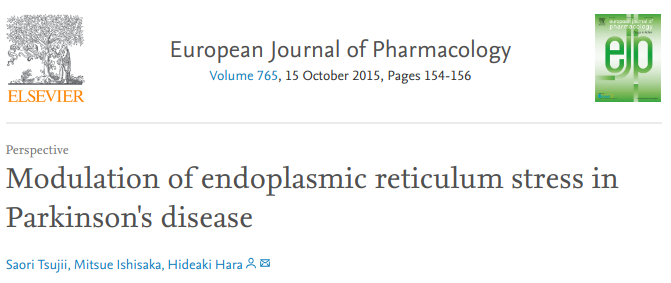 European Journal of Pharmacology
Volume 765, 15 October 2015, Pages 154-156
ELSEVIER
european journal of
pharmacology
ejp
Perspective
Modulation of endoplasmic reticulum stress in
Parkinson's disease
Saori Tsujii, Mitsue Ishisaka, Hideaki Hara